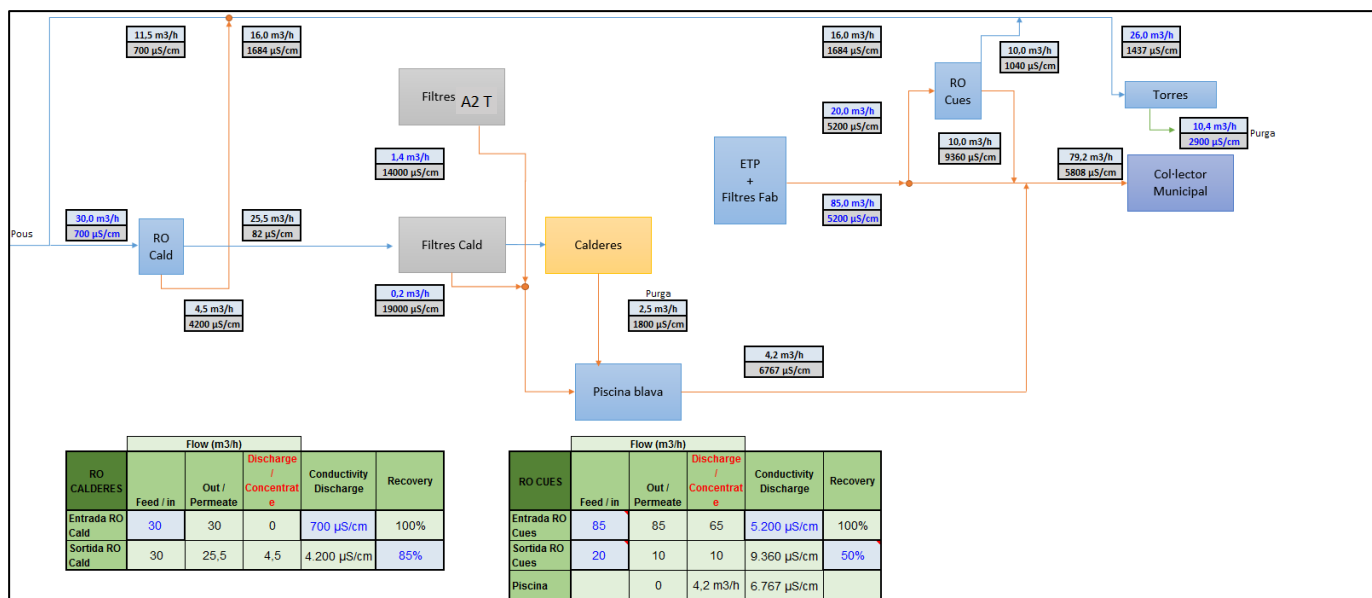 11,5 m3/h
700 µS/cm
16,0 m3/h
1684 µS/cm
16,0 m3/h
1684 µS/cm
10,0 m3/h
1040 µS/cm
26,0 m3/h
1437 µS/cm
Filtres A2 T
RO
Cues
Torres
20,0 m3/h
5200 µS/cm
10,4 m3/h
2900 µS/cm
Purga
1,4 m3/h
14000 µS/cm
ETP
+
Filtres Fab
10,0 m3/h
9360 µS/cm
79,2 m3/h
5808 µS/cm
Col·lector
Municipal
85,0 m3/h
5200 µS/cm
Pous
30,0 m3/h
700 µS/cm
RO
Cald
25,5 m3/h
82 µS/cm
Filtres Cald
Calderes
0,2 m3/h
19000 µS/cm
Purga
2,5 m3/h
1800 µS/cm
4,5 m3/h
4200 µS/cm
4,2 m3/h
6767 µS/cm
Piscina blava
Flow (m3/h)
RO
CALDERES
Feed / in
Out /
Permeate
Discharge
/
Concentrat
e
Conductivity
Discharge
Recovery
Entrada RO
Cald
30
30
0
700 µS/cm
100%
Sortida RO
Cald
30
25,5
4,5
4.200 µS/cm
85%
Flow (m3/h)
RO CUES
Feed / in
Out /
Permeate
Discharge
/
Concentrat
e
Conductivity
Discharge
Recovery
Entrada RO
Cues
85
85
65
5.200 µS/cm
100%
Sortida RO
Cues
20
10
10
9.360 µS/cm
50%
Piscina
0
4,2 m3/h
6.767 µS/cm